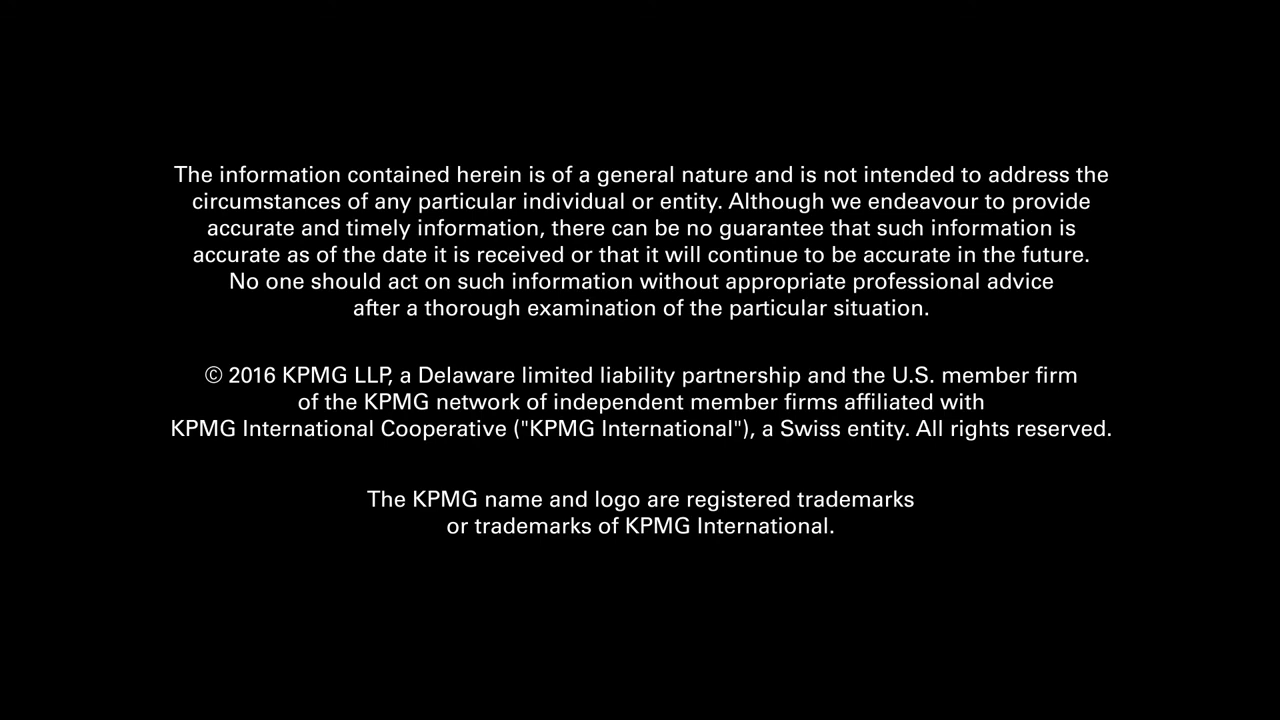 The information contained herein is of a general nature and is not intended to address the
circumstances of any particular individual or entity. Although we endeavour to provide
accurate and timely information, there can be no guarantee that such information is
accurate as of the date it is received or that it will continue to be accurate in the future.
No one should act on such information without appropriate professional advice
after a thorough examination of the particular situation.
© 2016 KPMG LLP, a Delaware limited liability partnership and the U.S. member firm
of the KPMG network of independent member firms affiliated with
KPMG International Cooperative ("KPMG International"), a Swiss entity. All rights reserved.
The KPMG name and logo are registered trademarks
or trademarks of KPMG International.